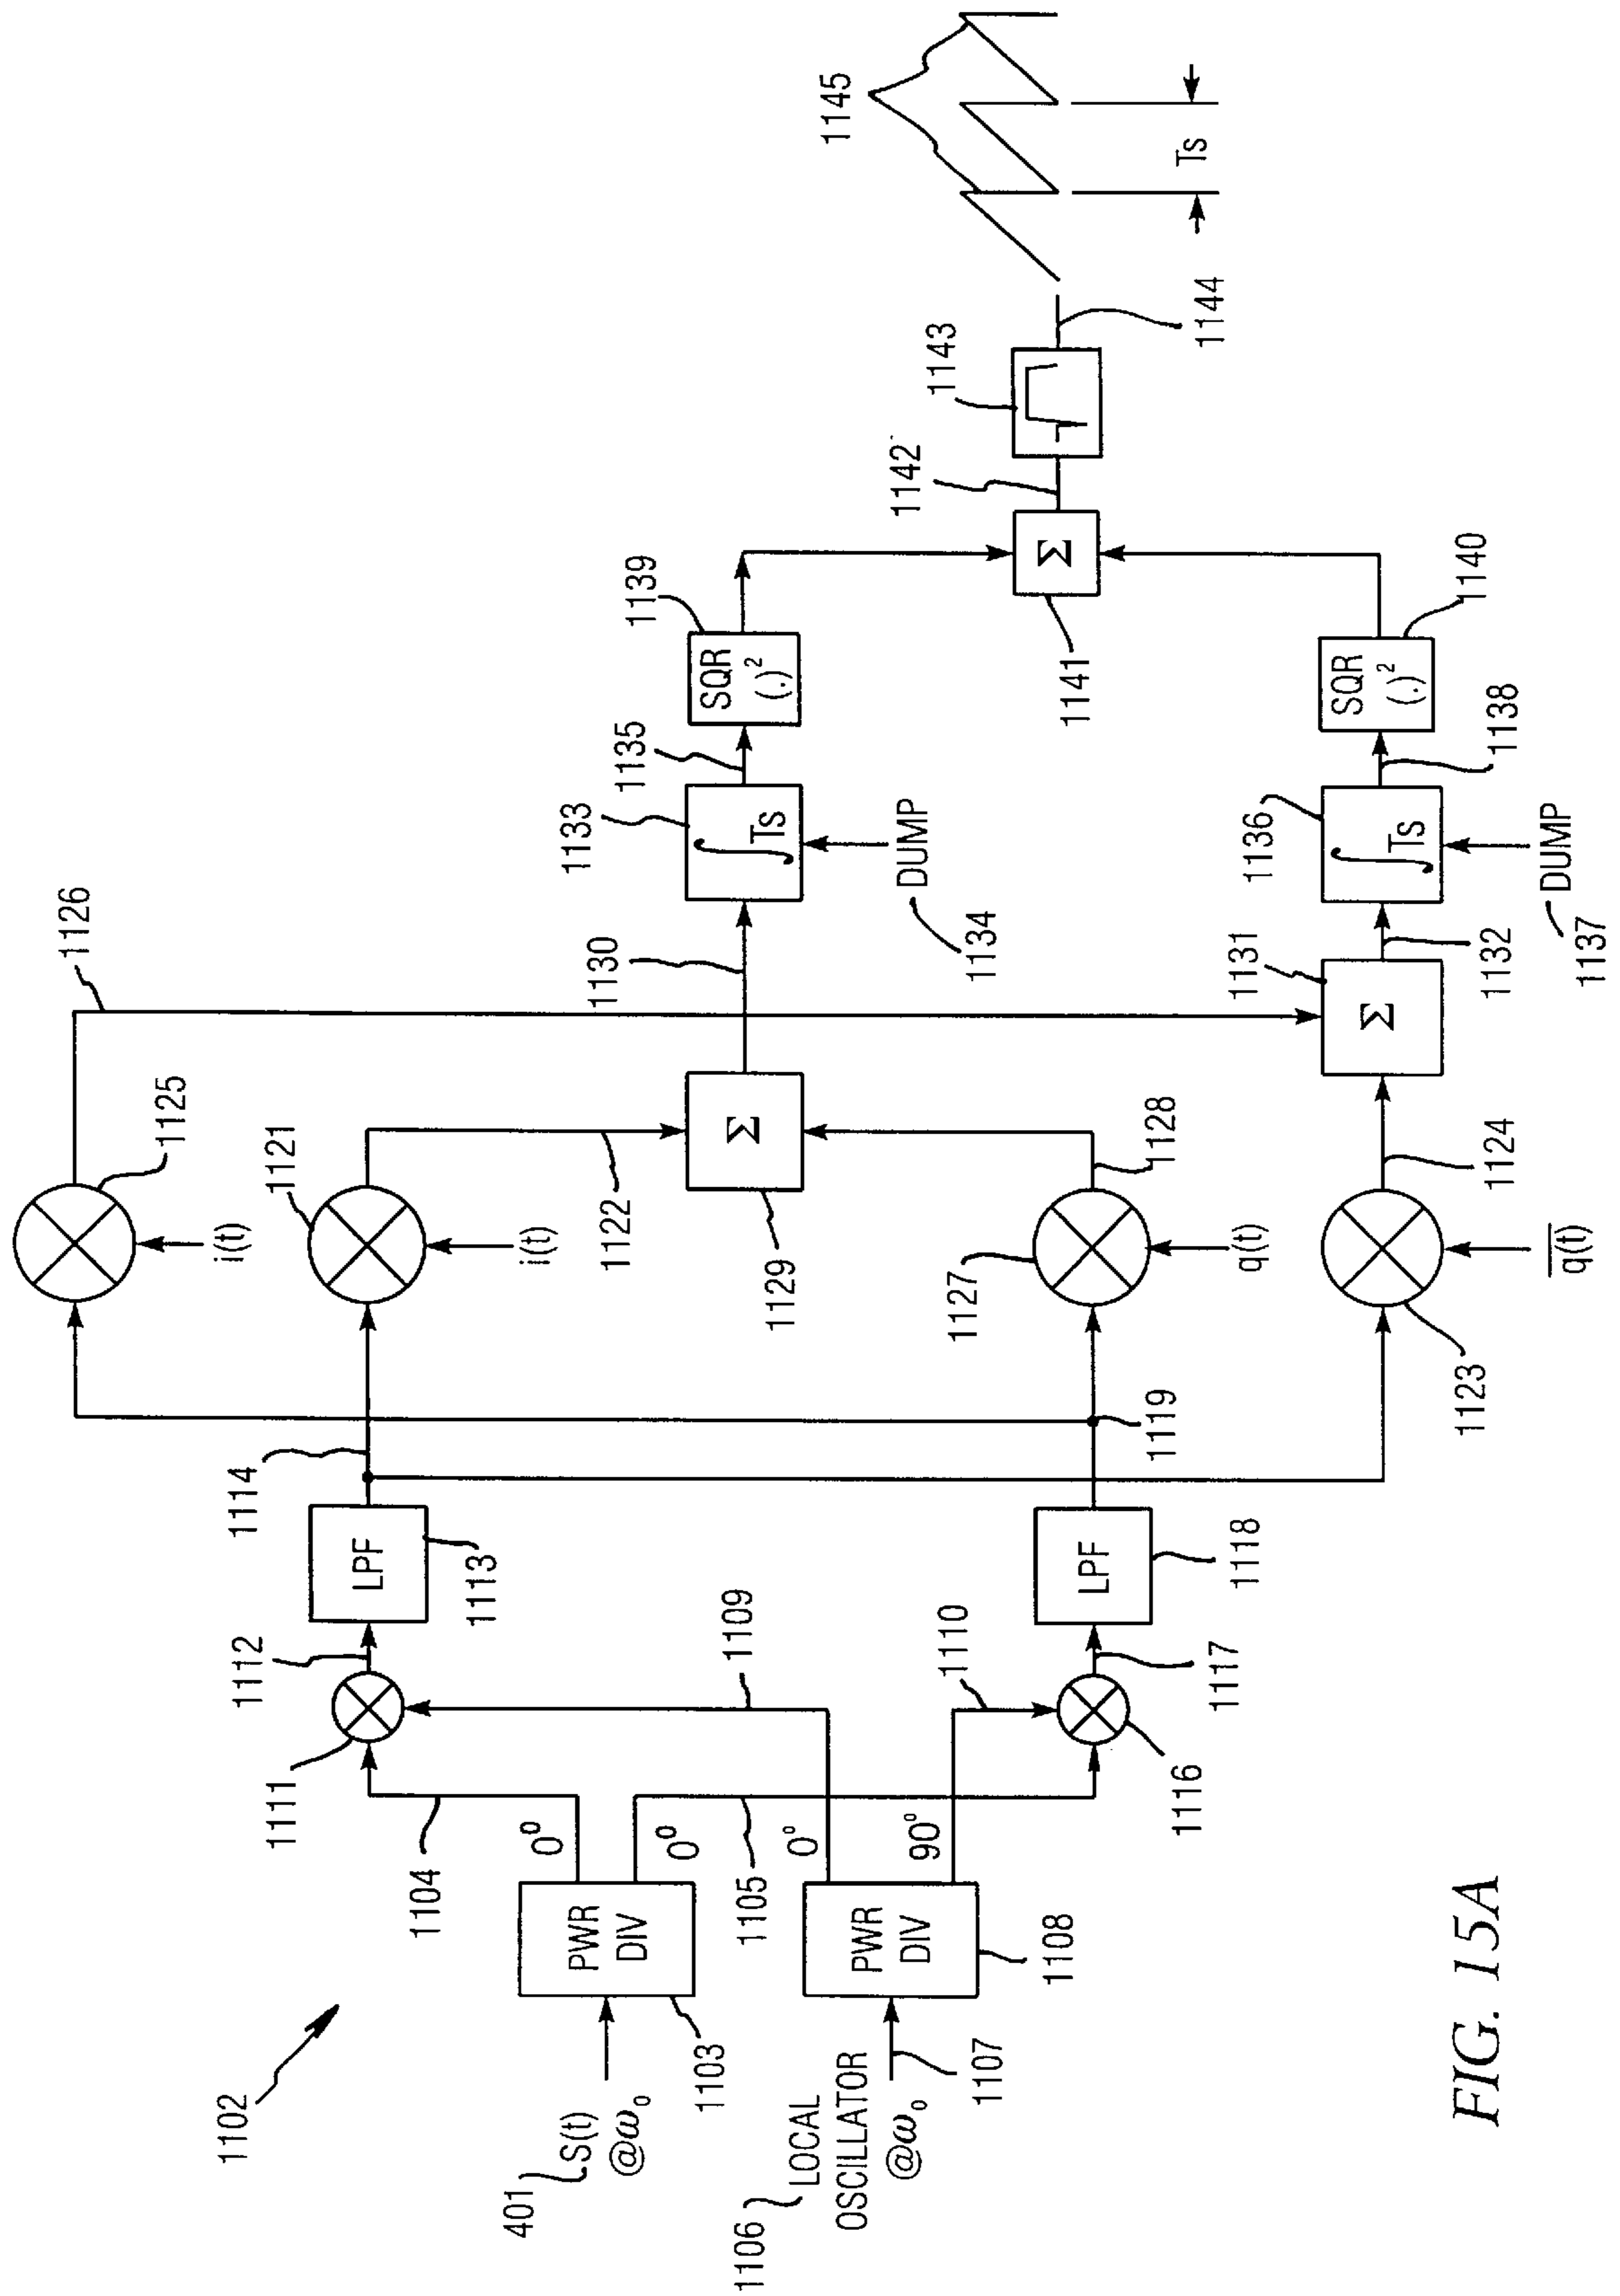 1102
401
S(t)
@ω₀
1103
PWR
DIV
0⁰
0⁰
1104
1105
1106
LOCAL
OSCILLATOR
@ω₀
1107
PWR
DIV
1108
0°
90°
1109
1110
1111
1112
LPF
1113
1114
1116
1117
LPF
1118
1119
i(t)
1125
1126
i(t)
1121
1122
Σ
1129
1130
q(t)
1127
1128
q(t)‾
1123
1124
Σ
1131
1132
∫Ts
1133
DUMP
1134
1135
∫Ts
1136
DUMP
1137
1138
SQR
(.)²
1139
SQR
(.)²
1140
Σ
1141
1142
1143
1144
1145
Ts
FIG. 15A